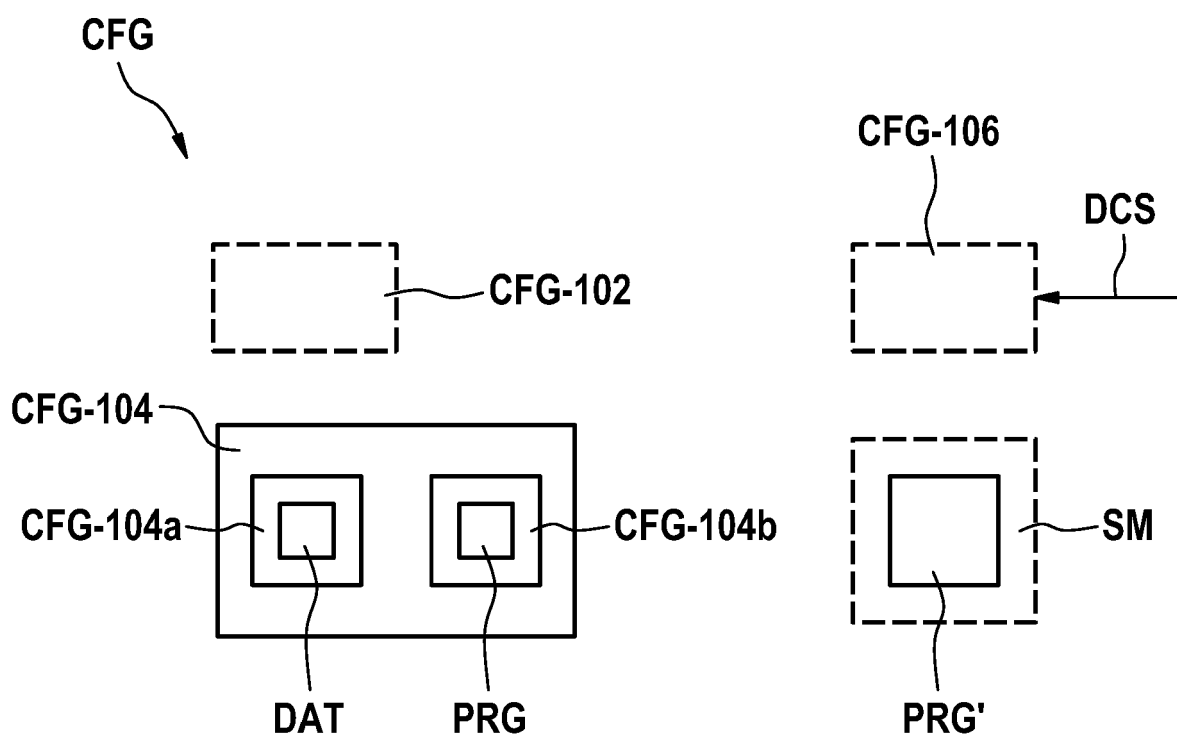 CFG
CFG-106
DCS
CFG-102
CFG-104
CFG-104a
CFG-104b
SM
DAT
PRG
PRG'